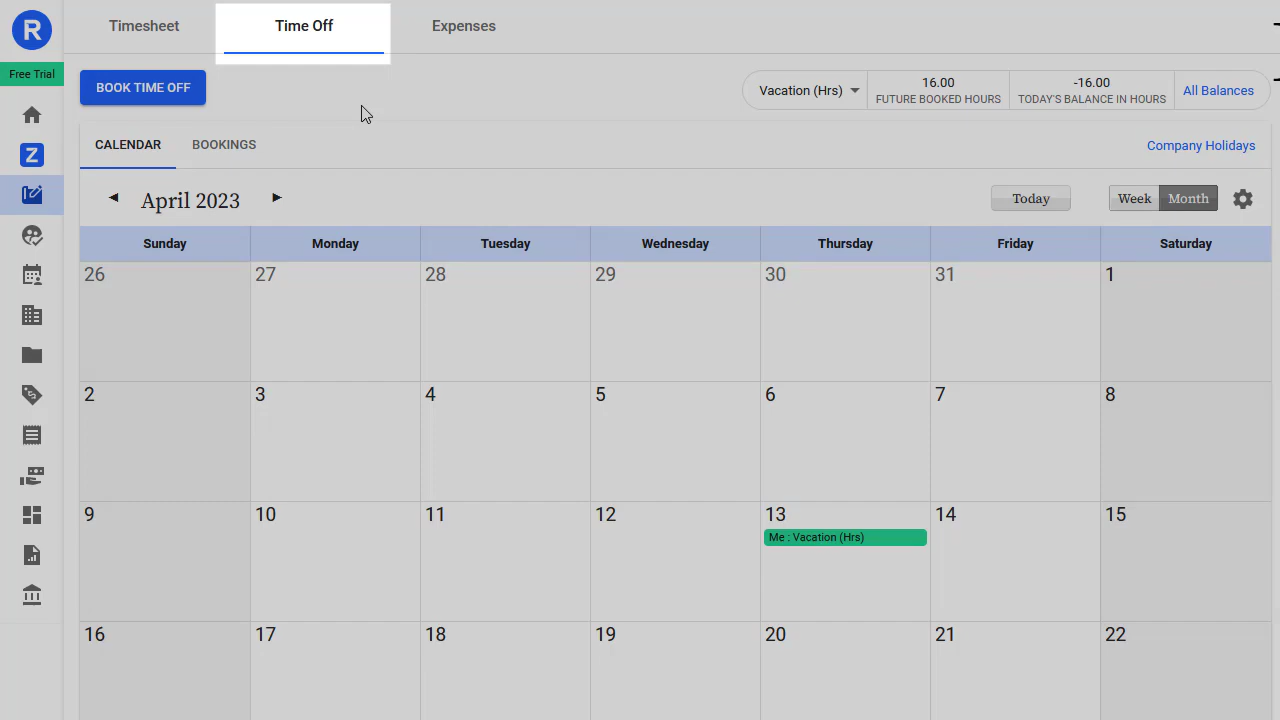 R
Timesheet Time Off Expenses
Free Trial
BOOK TIME OFF
Vacation (Hrs)
16.00
FUTURE BOOKED HOURS
-16.00
TODAY'S BALANCE IN HOURS
All Balances
CALENDAR BOOKINGS
Company Holidays
Z
◄ April 2023 ►
Today Week Month
Sunday Monday Tuesday Wednesday Thursday Friday Saturday
26 27 28 29 30 31 1
2 3 4 5 6 7 8
9 10 11 12 13 14 15
Me : Vacation (Hrs)
16 17 18 19 20 21 22